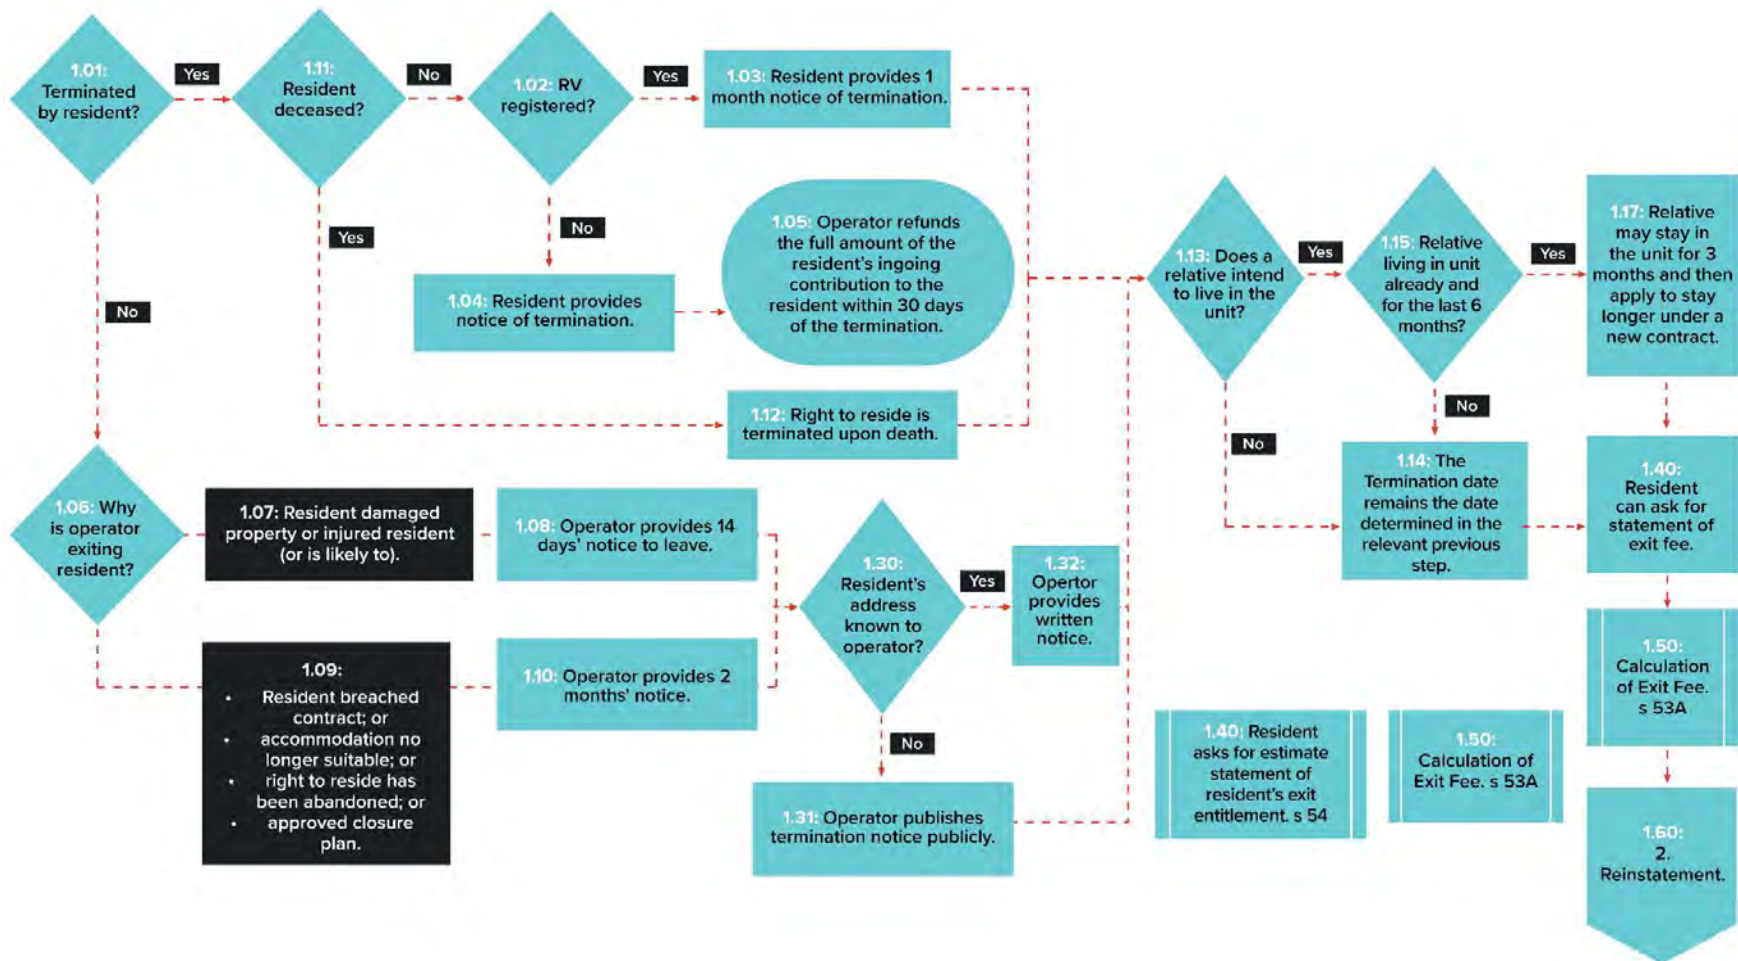 1.01:
Terminated
by resident?
Yes
1.11:
Resident
deceased?
No
1.02: RV
registered?
Yes
1.03: Resident provides 1
month notice of termination.
No
Yes
No
1.04: Resident provides
notice of termination.
1.05: Operator refunds
the full amount of the
resident's ingoing
contribution to the
resident within 30 days
of the termination.
1.12: Right to reside is
terminated upon death.
1.13: Does a
relative intend
to live in the
unit?
Yes
1.15: Relative
living in unit
already and
for the last 6
months?
Yes
1.17: Relative
may stay in
the unit for 3
months and then
apply to stay
longer under a
new contract.
No
No
1.14: The
Termination date
remains the date
determined in the
relevant previous
step.
1.40:
Resident
can ask for
statement of
exit fee.
1.06: Why
is operator
exiting
resident?
1.07: Resident damaged
property or injured resident
(or is likely to).
1.08: Operator provides 14
days' notice to leave.
1.09:
• Resident breached
contract; or
• accommodation no
longer suitable; or
• right to reside has
been abandoned; or
• approved closure
plan.
1.10: Operator provides 2
months' notice.
1.30:
Resident's
address
known to
operator?
Yes
1.32:
Opertor
provides
written
notice.
No
1.31: Operator publishes
termination notice publicly.
1.40: Resident
asks for estimate
statement of
resident's exit
entitlement. s 54
1.50:
Calculation of
Exit Fee. s 53A
1.50:
Calculation
of Exit Fee.
s 53A
1.60:
2.
Reinstatement.